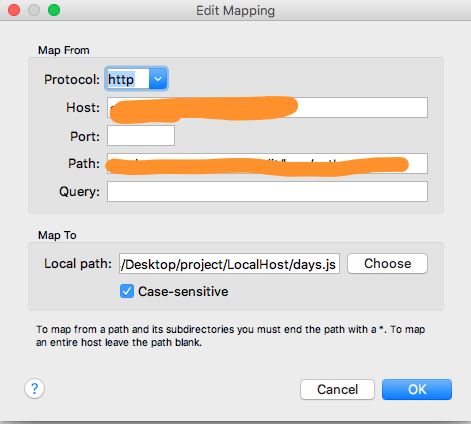 Edit Mapping
Map From
Protocol: http
Host:
Port:
Path:
Query:
Map To
Local path: /Desktop/project/LocalHost/days.js Choose
Case-sensitive
To map from a path and its subdirectories you must end the path with a *. To map
an entire host leave the path blank.
? Cancel OK